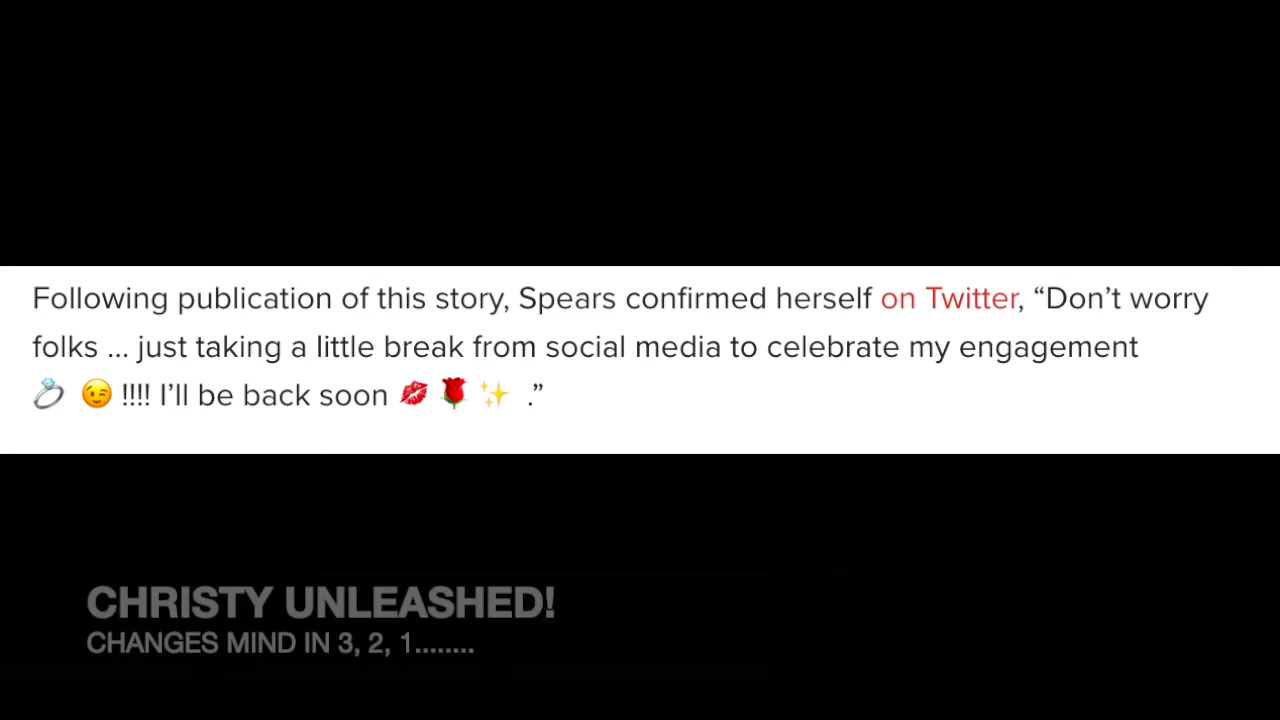 Following publication of this story, Spears confirmed herself on Twitter, “Don’t worry
folks ... just taking a little break from social media to celebrate my engagement
💍 😉 !!!! I’ll be back soon 💋 🌹 ✨ .”
CHRISTY UNLEASHED!
CHANGES MIND IN 3, 2, 1........